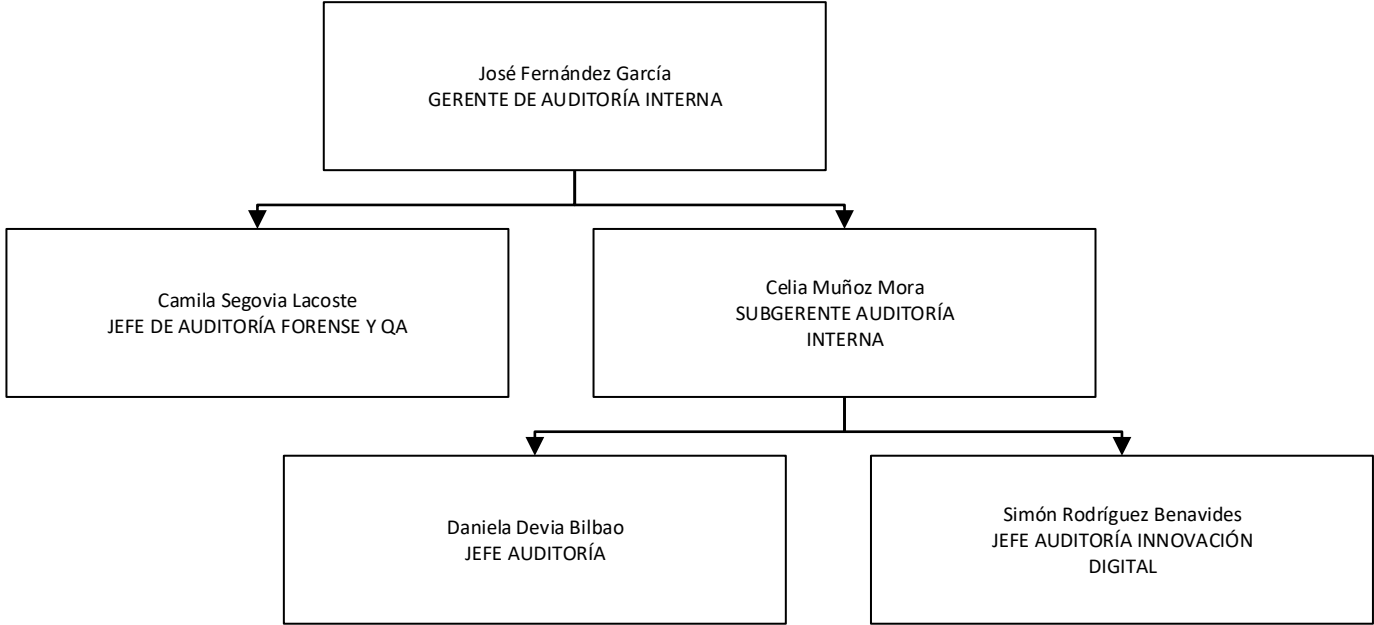 José Fernández García
GERENTE DE AUDITORÍA INTERNA
Camila Segovia Lacoste
JEFE DE AUDITORÍA FORENSE Y QA
Celia Muñoz Mora
SUBGERENTE AUDITORÍA
INTERNA
Daniela Devia Bilbao
JEFE AUDITORÍA
Simón Rodríguez Benavides
JEFE AUDITORÍA INNOVACIÓN
DIGITAL